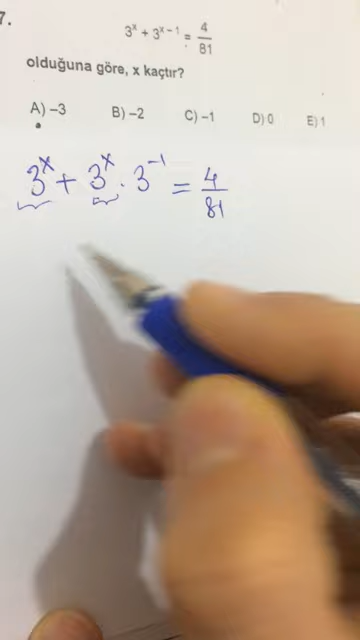 7.
3^x + 3^(x-1) = 4/81
olduğuna göre, x kaçtır?
A) -3 B) -2 C) -1 D) 0 E) 1
3^x + 3^x . 3^-1 = 4/81